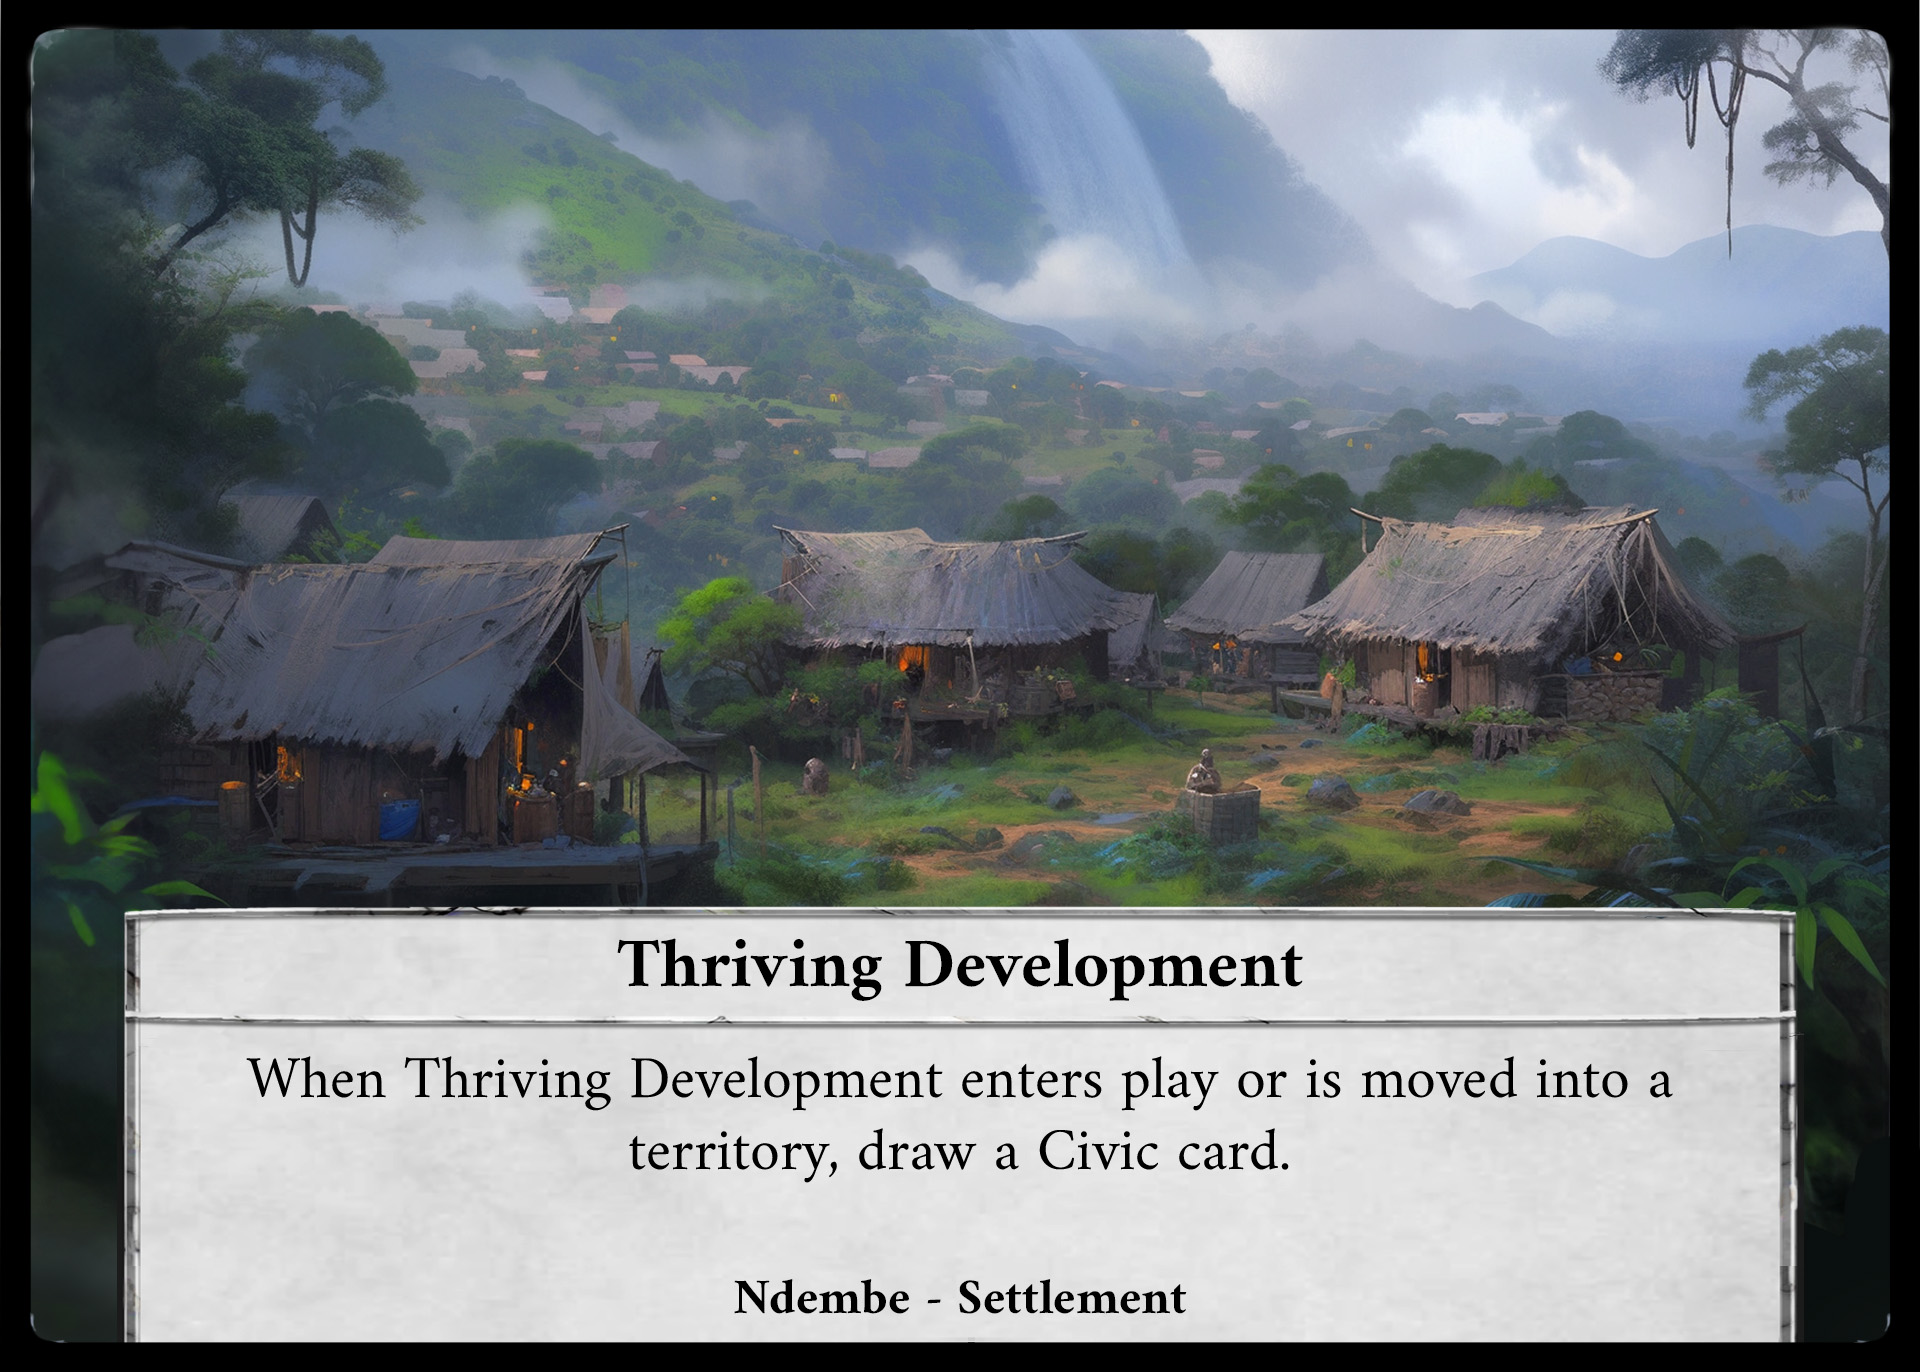 Thriving Development
When Thriving Development enters play or is moved into a
territory, draw a Civic card.
Ndembe - Settlement